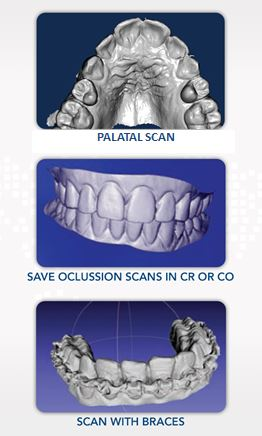 PALATAL SCAN
SAVE OCLUSSION SCANS IN CR OR CO
SCAN WITH BRACES